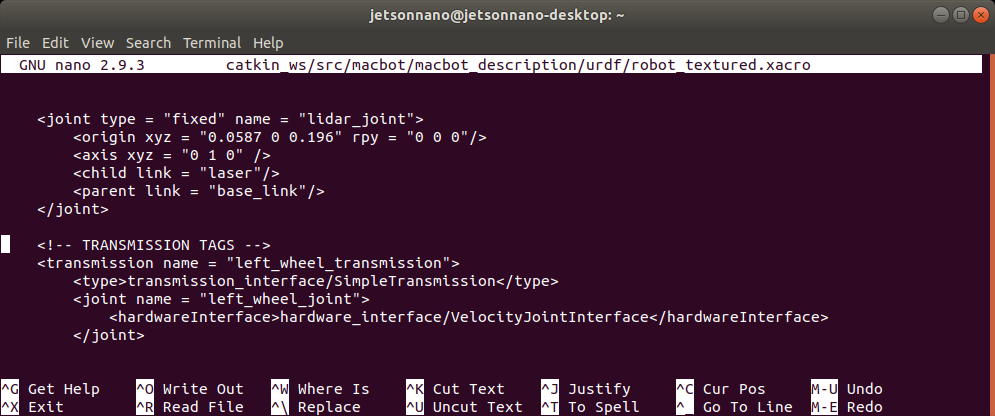 jetsonnano@jetsonnano-desktop: ~
File Edit View Search Terminal Help
GNU nano 2.9.3 catkin_ws/src/macbot/macbot_description/urdf/robot_textured.xacro
<joint type = "fixed" name = "lidar_joint">
<origin xyz = "0.0587 0 0.196" rpy = "0 0 0"/>
<axis xyz = "0 1 0" />
<child link = "laser"/>
<parent link = "base_link"/>
</joint>
<!-- TRANSMISSION TAGS -->
<transmission name = "left_wheel_transmission">
<type>transmission_interface/SimpleTransmission</type>
<joint name = "left_wheel_joint">
<hardwareInterface>hardware_interface/VelocityJointUnterface</hardwareInterface>
</joint>
^G Get Help ^O Write Out ^W Where Is ^K Cut Text ^J Justify ^C Cur Pos M-U Undo
^X Exit ^R Read File ^\ Replace ^U Uncut Text ^T To Spell ^_ Go To Line M-E Redo